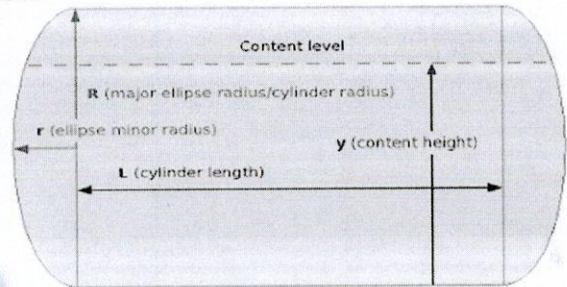 Content level
R (major ellipse radius/cylinder radius)
r (ellipse minor radius)
y (content height)
L (cylinder length)